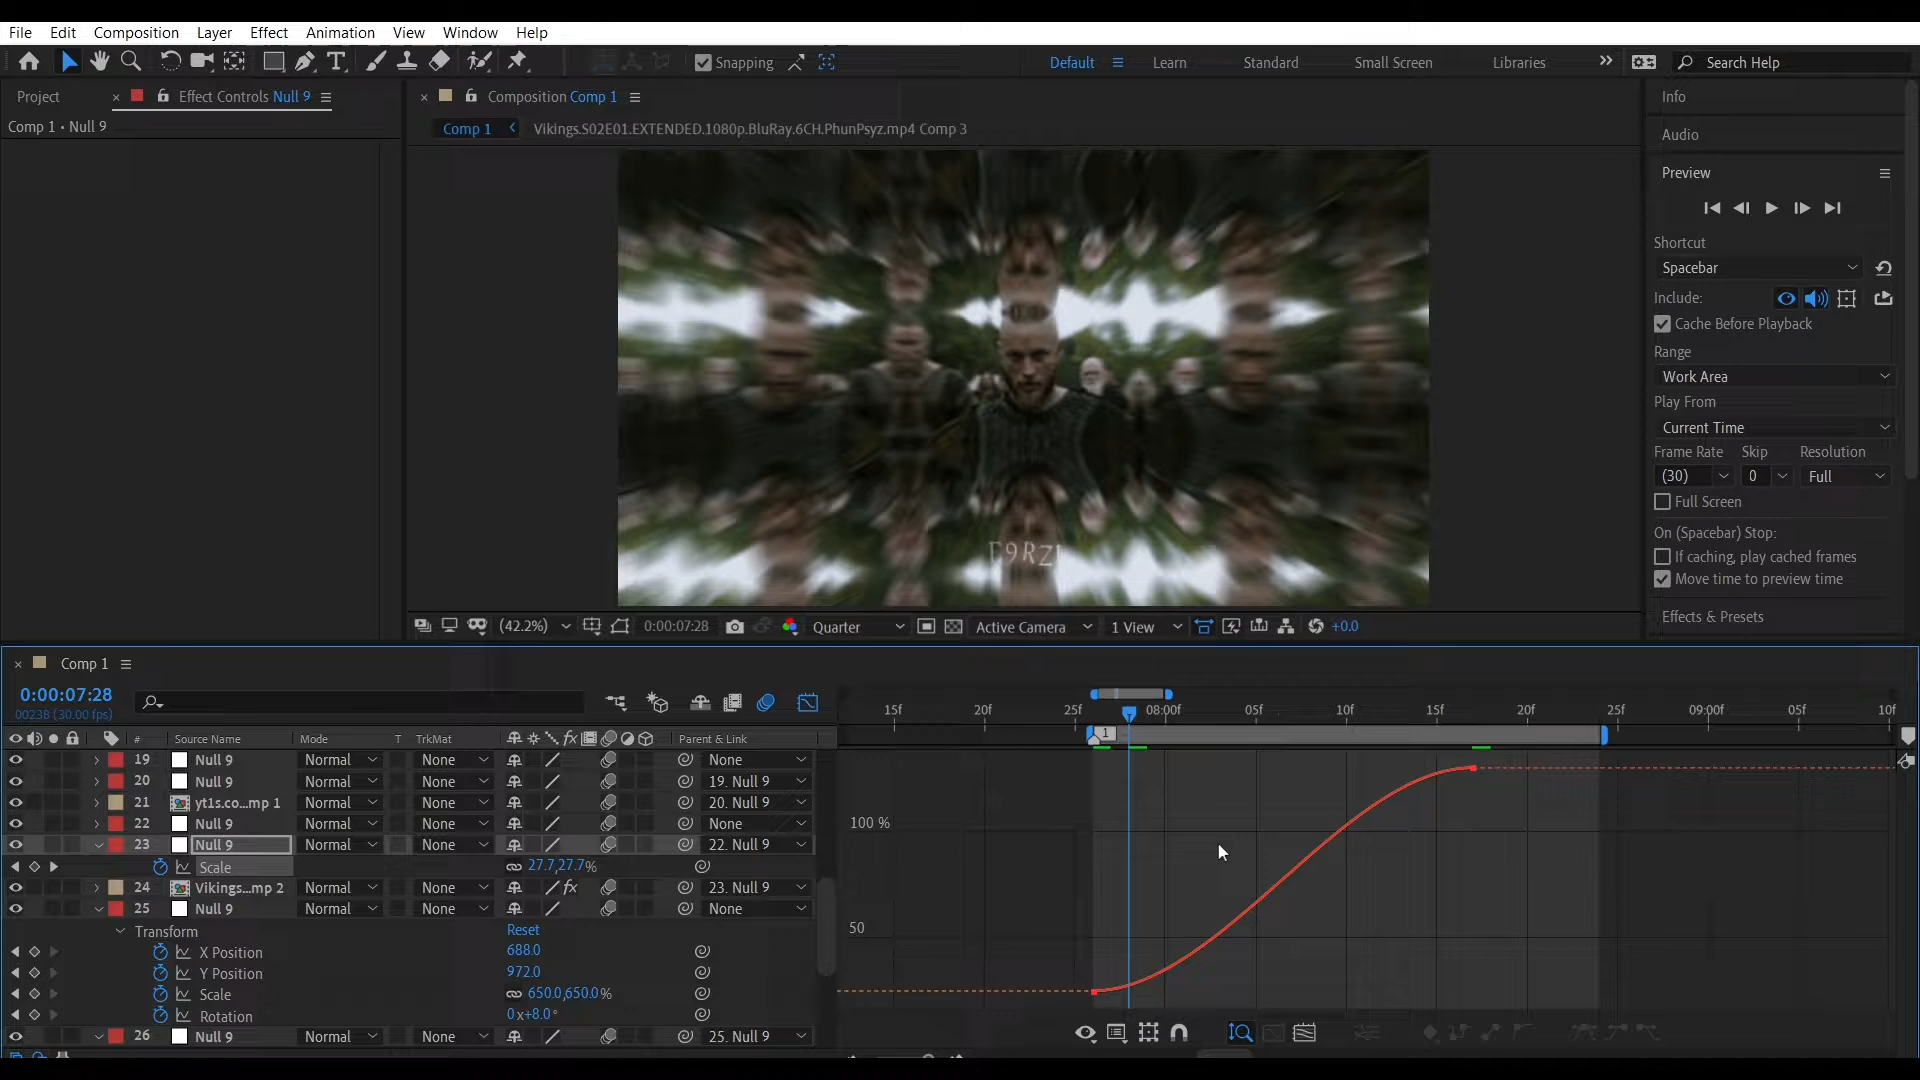 File Edit Composition Layer Effect Animation View Window Help
Snapping Default Learn Standard Small Screen Libraries Search Help
Project Effect Controls Null 9 Composition Comp 1 Info
Comp 1 • Null 9 Comp 1 Vikings.S02E01.EXTENDED.1080p.BluRay.6CH.PhunPsyz.mp4 Comp 3
Audio
Preview
Shortcut
Spacebar
Include:
Cache Before Playback
Range
Work Area
Play From
Current Time
Frame Rate Skip Resolution
(30) 0 Full
Full Screen
On (Spacebar) Stop:
If caching, play cached frames
Move time to preview time
Effects & Presets
(42.2%) 0:00:07:28 Quarter Active Camera 1 View +0.0
Comp 1
0:00:07:28
00238 (30.00 fps)
15f 20f 25f 08:00f 05f 10f 15f 20f 25f 09:00f 05f 10f
1
# Source Name Mode T TrkMat Parent & Link
19 Null 9 Normal None None
20 Null 9 Normal None 19. Null 9
21 yt1s.co...mp 1 Normal None 20. Null 9
22 Null 9 Normal None None
23 Null 9 Normal None 22. Null 9
Scale 27.7,27.7%
24 Vikings...mp 2 Normal None 23. Null 9
25 Null 9 Normal None None
Transform Reset
X Position 688.0
Y Position 972.0
Scale 650.0,650.0%
Rotation 0x+8.0°
26 Null 9 Normal None 25. Null 9
100 %
50